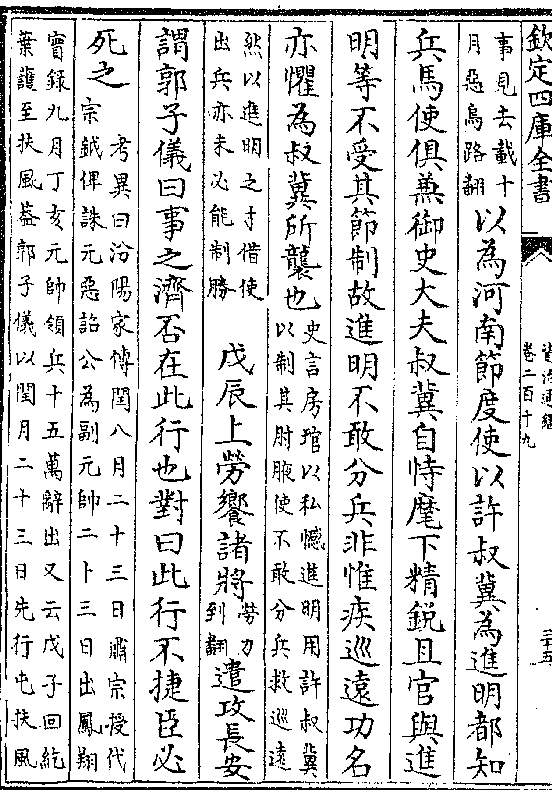 欽定四庫全書
資治通鑑
卷二百十九
三十五
事見去載十
月惡烏路翻
以為河南節度使以許叔冀為進明都知
兵馬使俱兼御史大夫叔冀自恃麾下精銳且官與進
明等不受其節制故進明不敢分兵非惟疾巡遠功名
亦懼為叔冀所襲也
史言房琯以私憾進明用許叔冀
以制其肘腋使不敢分兵救巡遠
然以進明之才借使
出兵亦未必能制勝
戊辰上勞饗諸將
勞力
到翻
遣攻長安
謂郭子儀曰事之濟否在此行也對曰此行不捷臣必
死之
考異曰汾陽家傳閏八月二十三日肅宗授代
宗鉞俾誅元惡詔公為副元帥二十三日出鳳翔
實録九月丁亥元帥領兵十五萬辭出又云戊子回紇
葉䕶至扶風葢郭子儀以閏月二十三日先行屯扶風